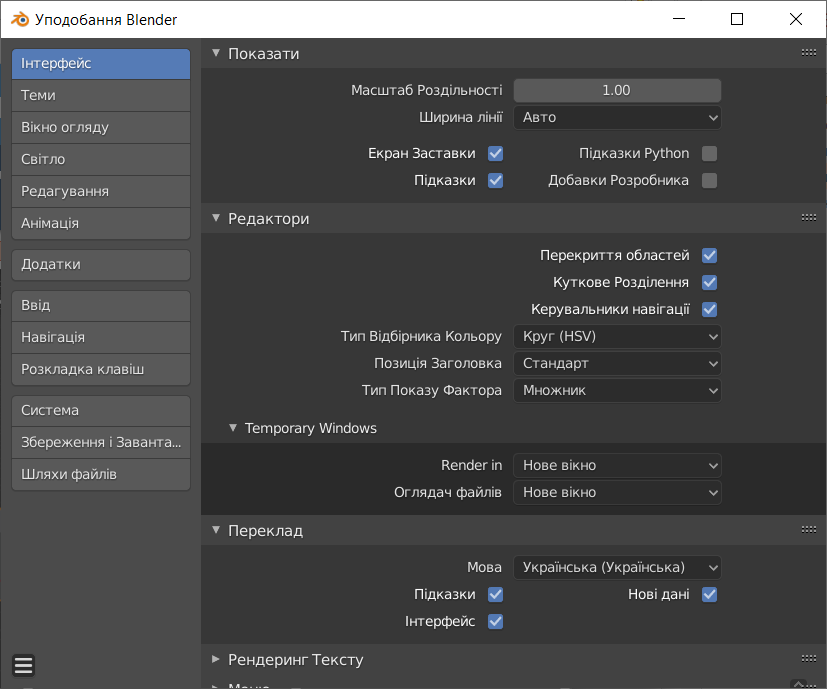 Уподобання Blender
Інтерфейс
Теми
Вікно огляду
Світло
Редагування
Анімація
Додатки
Ввід
Навігація
Розкладка клавіш
Система
Збереження і Заванта...
Шляхи файлів
Показати
Масштаб Роздільності 1.00
Ширина лінії Авто
Екран Заставки Підказки Python
Підказки Добавки Розробника
Редактори
Перекриття областей
Куткове Розділення
Керувальники навігації
Тип Відбірника Кольору Круг (HSV)
Позиція Заголовка Стандарт
Тип Показу Фактора Множник
Temporary Windows
Render in Нове вікно
Оглядач файлів Нове вікно
Переклад
Мова Українська (Українська)
Підказки Нові дані
Інтерфейс
Рендеринг Тексту
Меню